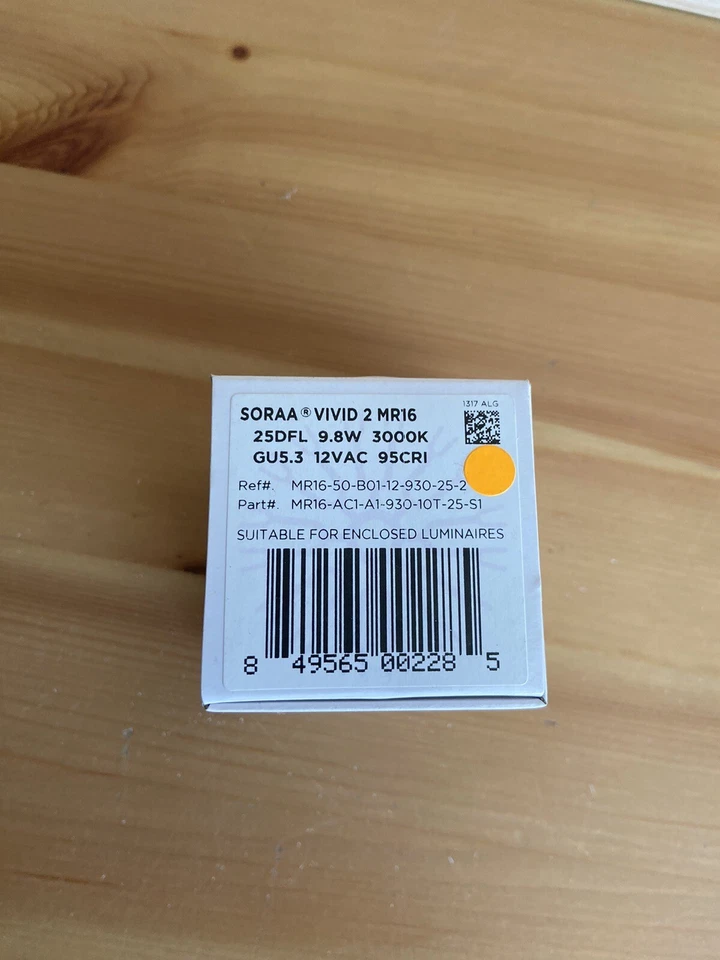 1317 ALG
SORAA® VIVID 2 MR16
25DFL 9.8W 3000K
GU5.3 12VAC 95CRI
Ref#. MR16-50-B01-12-930-25-2
Part#. MR16-AC1-A1-930-10T-25-S1
SUITABLE FOR ENCLOSED LUMINAIRES
8 49565 00228 5